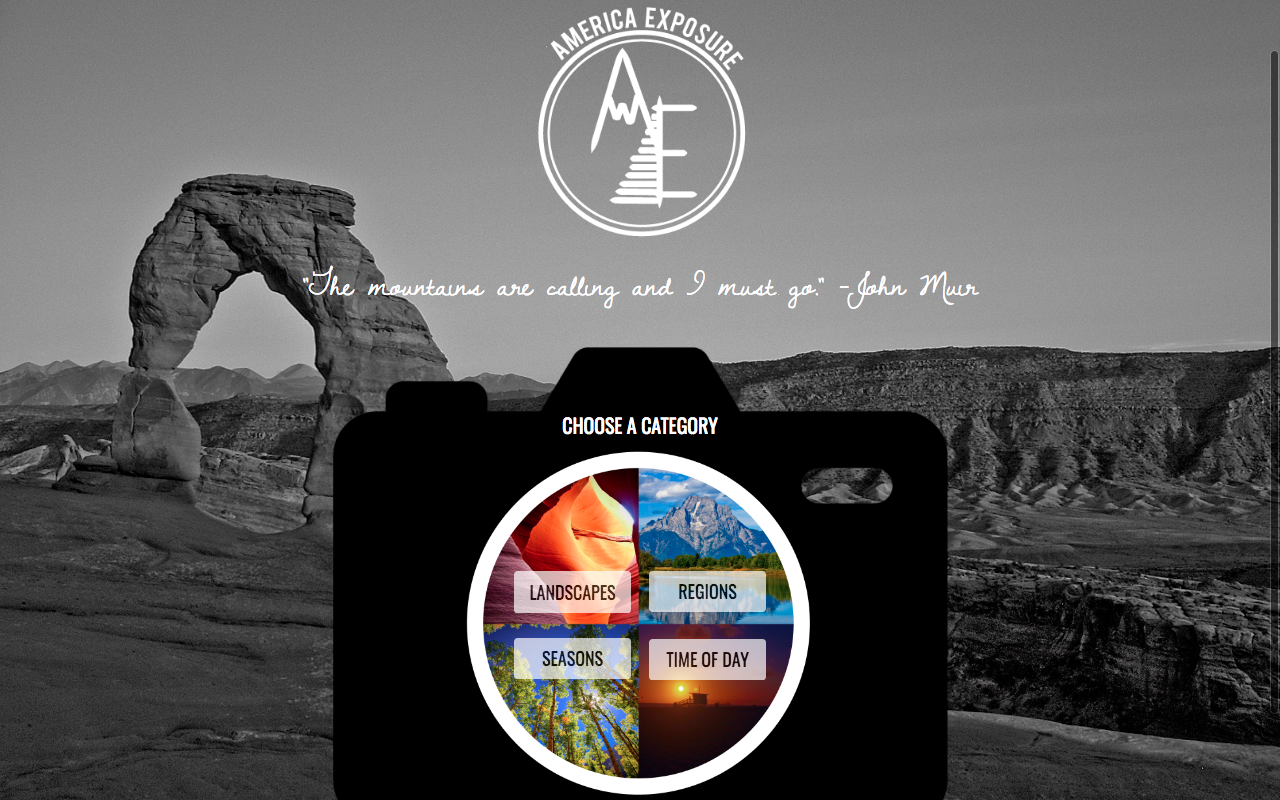 AMERICA EXPOSURE
AE
"The mountains are calling and I must go." -John Muir
CHOOSE A CATEGORY
LANDSCAPES
REGIONS
SEASONS
TIME OF DAY